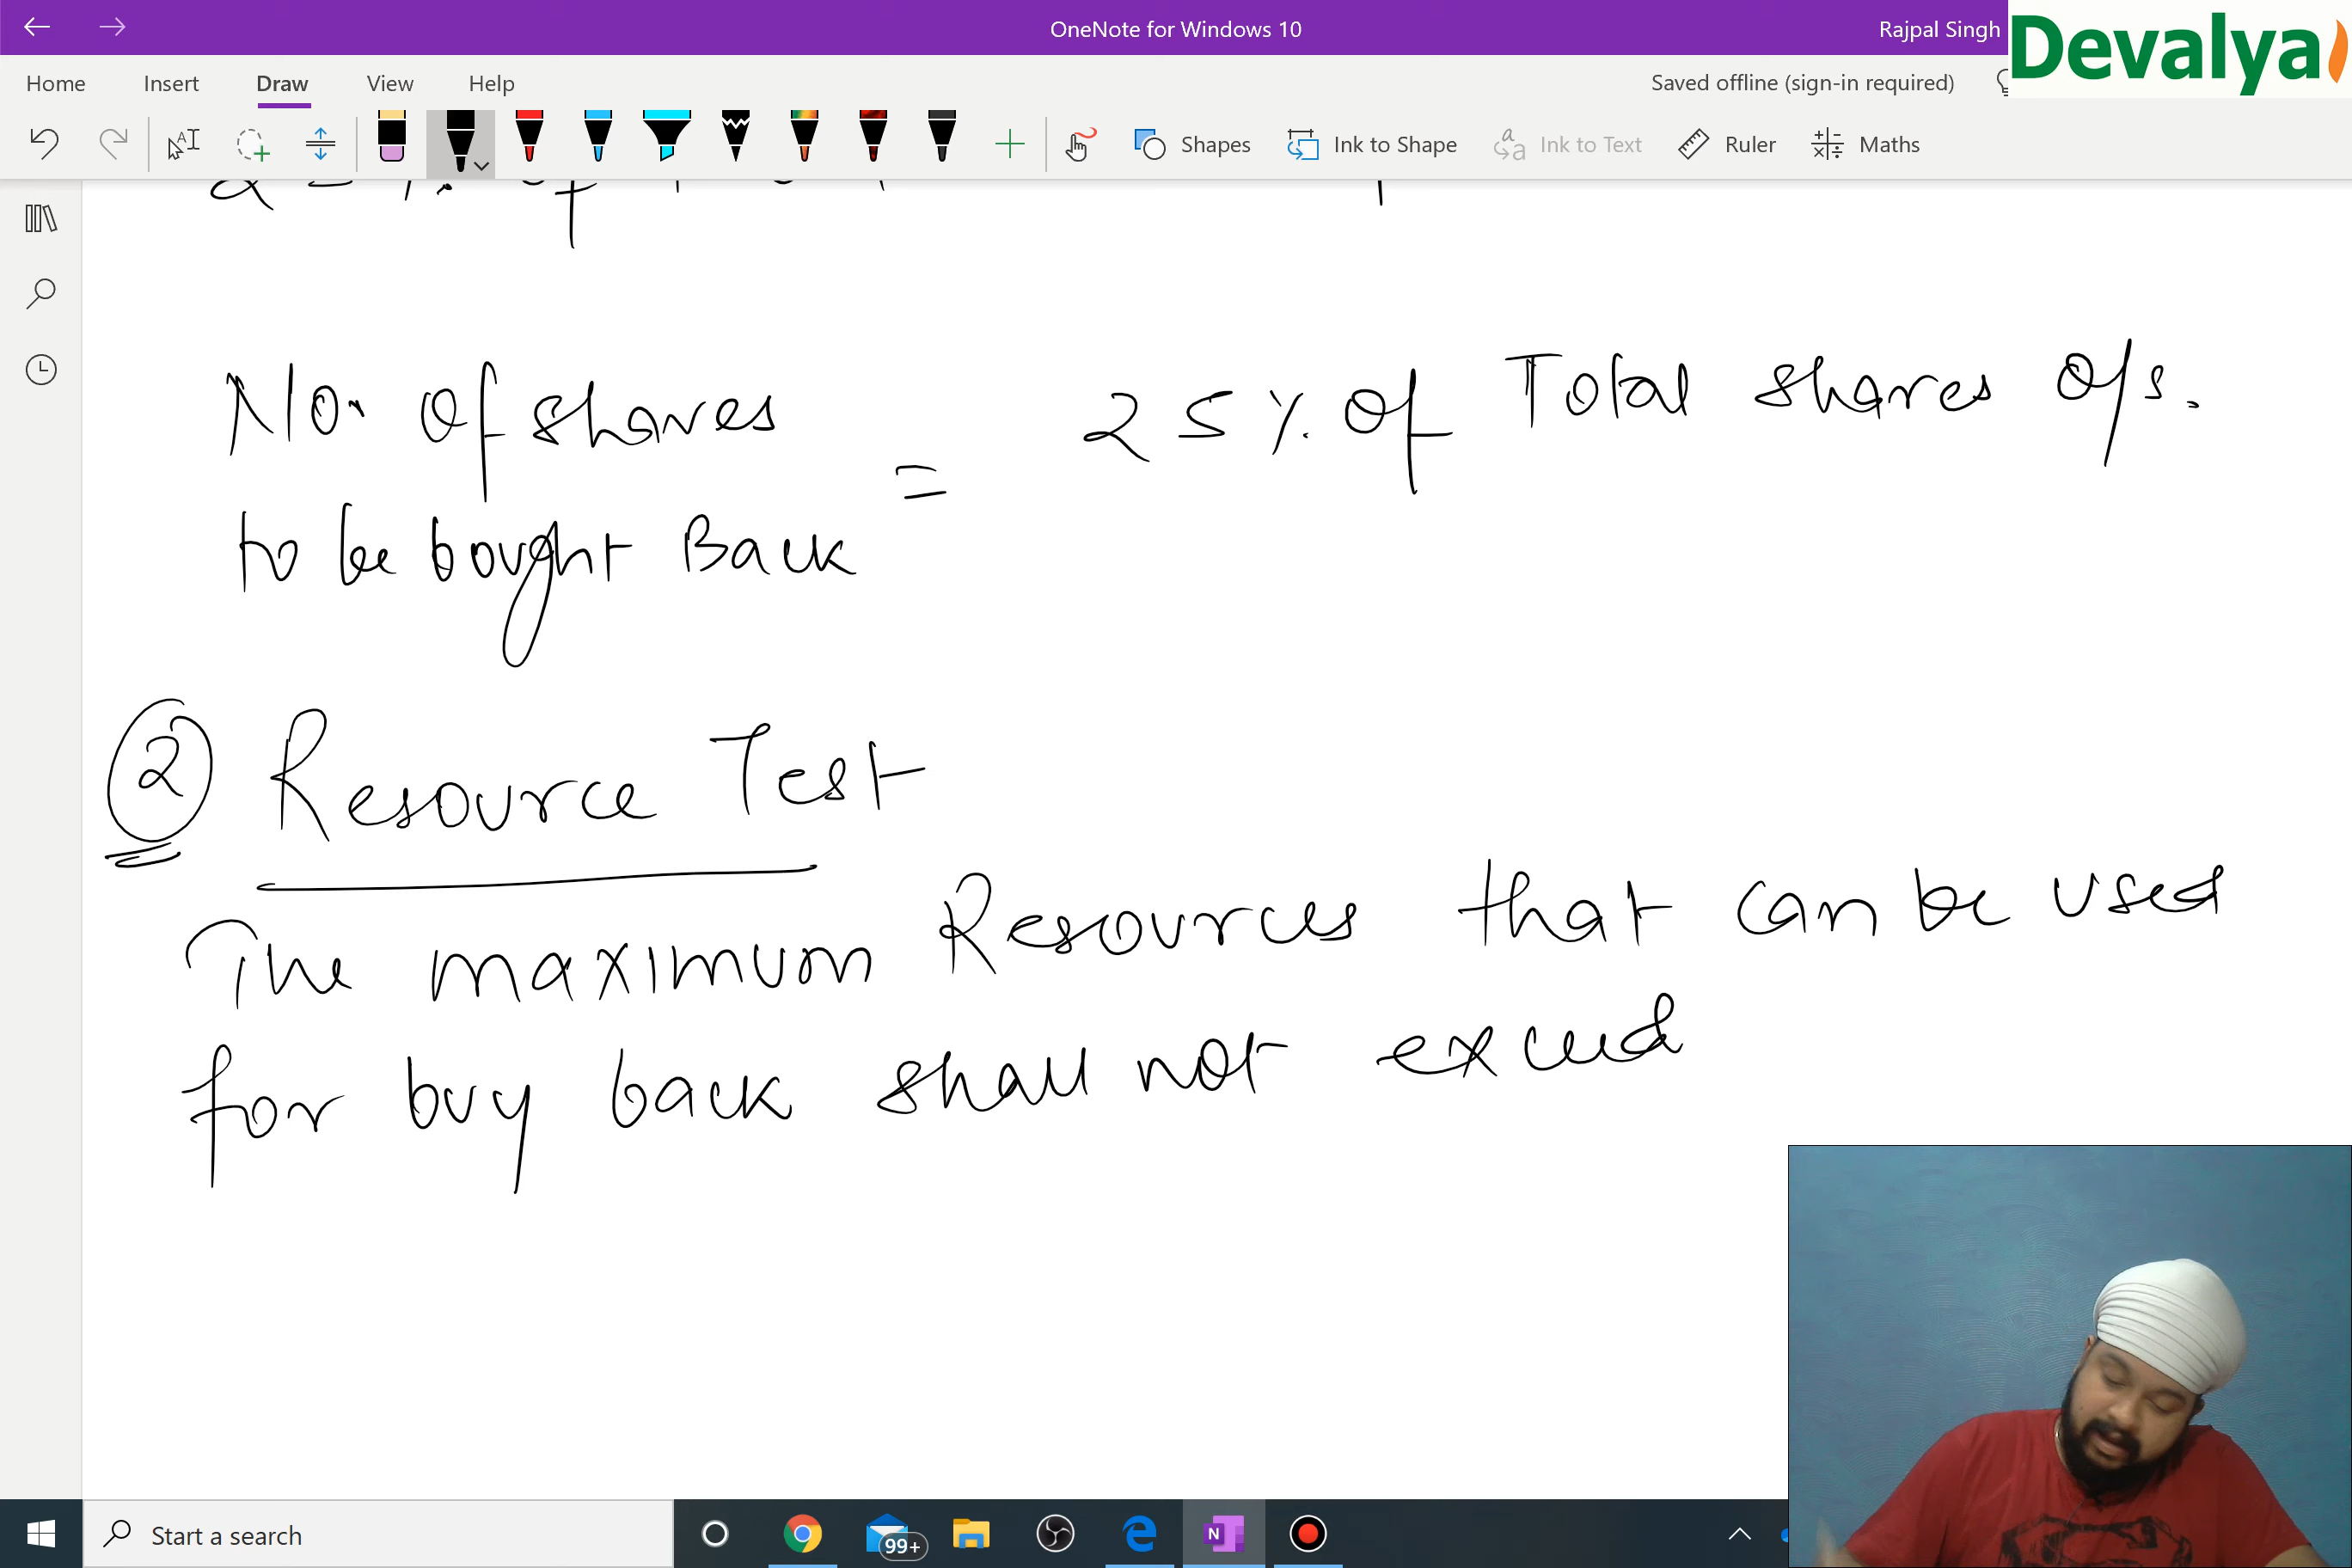 OneNote for Windows 10
Rajpal Singh
Devalya
Home Insert Draw View Help
Saved offline (sign-in required)
Shapes Ink to Shape Ink to Text Ruler Maths
No. of shares = 25% of Total shares o/s.
to be bought Back
② Resource Test
The maximum Resources that can be used
for buy back shall not exceed
Start a search
99+